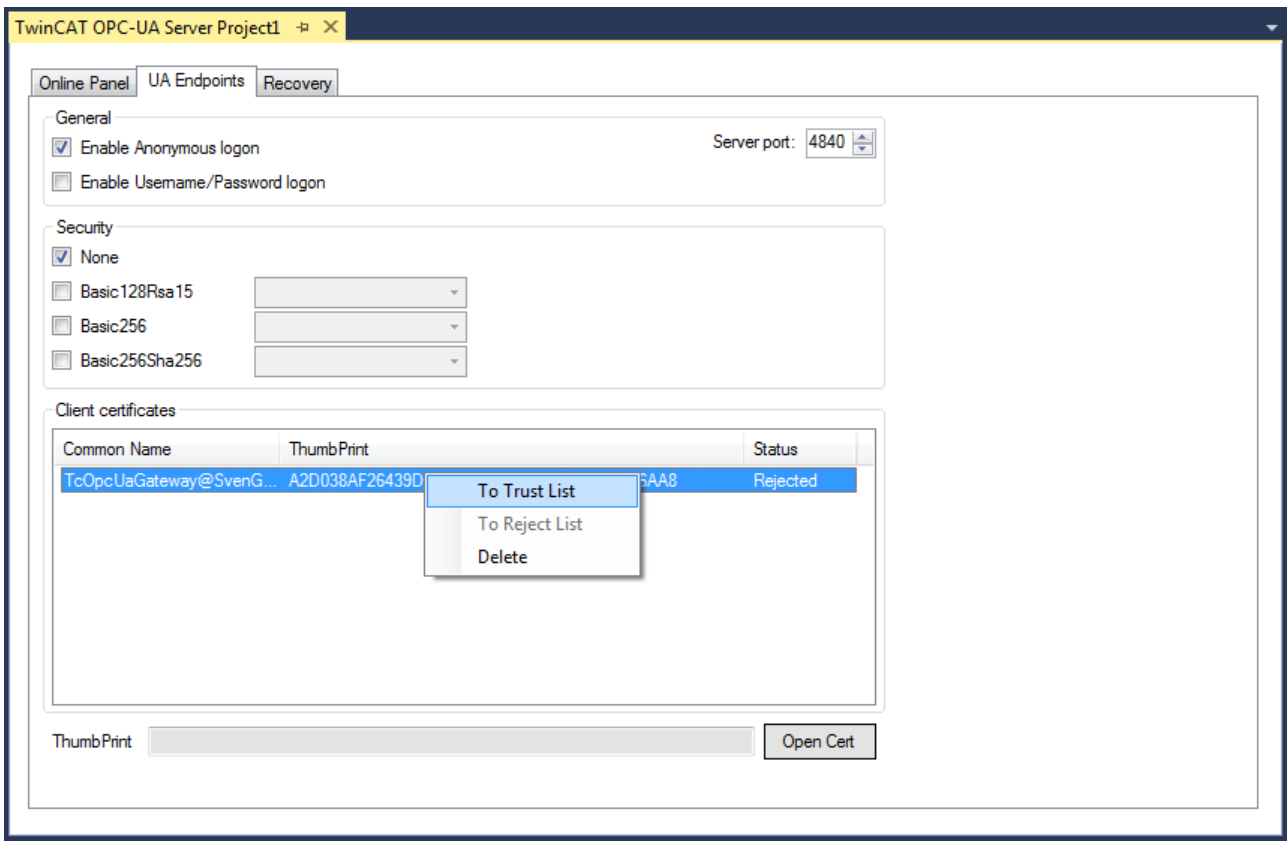 TwinCAT OPC-UA Server Project1
Online Panel UA Endpoints Recovery
General
Enable Anonymous logon Server port: 4840
Enable Username/Password logon
Security
None
Basic128Rsa15
Basic256
Basic256Sha256
Client certificates
Common Name ThumbPrint Status
TcOpcUaGateway@SvenG... A2D038AF26439D 6AA8 Rejected
To Trust List
To Reject List
Delete
ThumbPrint Open Cert